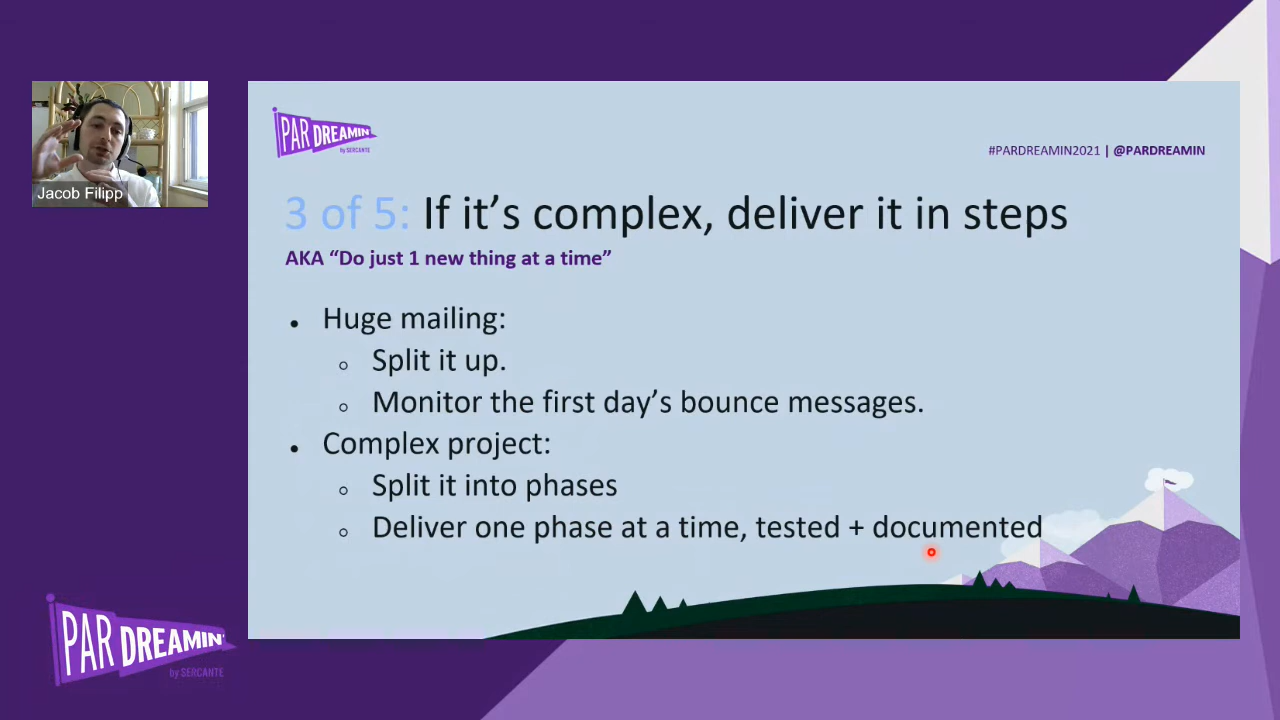 Jacob Filipp
PAR DREAMIN'
by SERCANTE
#PARDREAMIN2021 | @PARDREAMIN
3 of 5: If it's complex, deliver it in steps
AKA “Do just 1 new thing at a time”
• Huge mailing:
○ Split it up.
○ Monitor the first day's bounce messages.
• Complex project:
○ Split it into phases
○ Deliver one phase at a time, tested + documented
PAR DREAMIN'
by SERCANTE